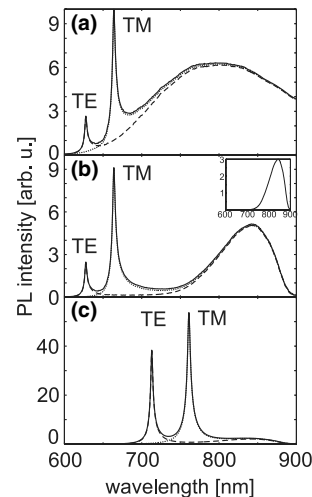 9
(a)
TM
6
3
TE
0
9
(b)
TM
3
2
1
600 700 800 900
6
3
TE
0
(c)
TE
TM
40
20
0
600 700 800 900
wavelength [nm]
PL intensity [arb. u.]